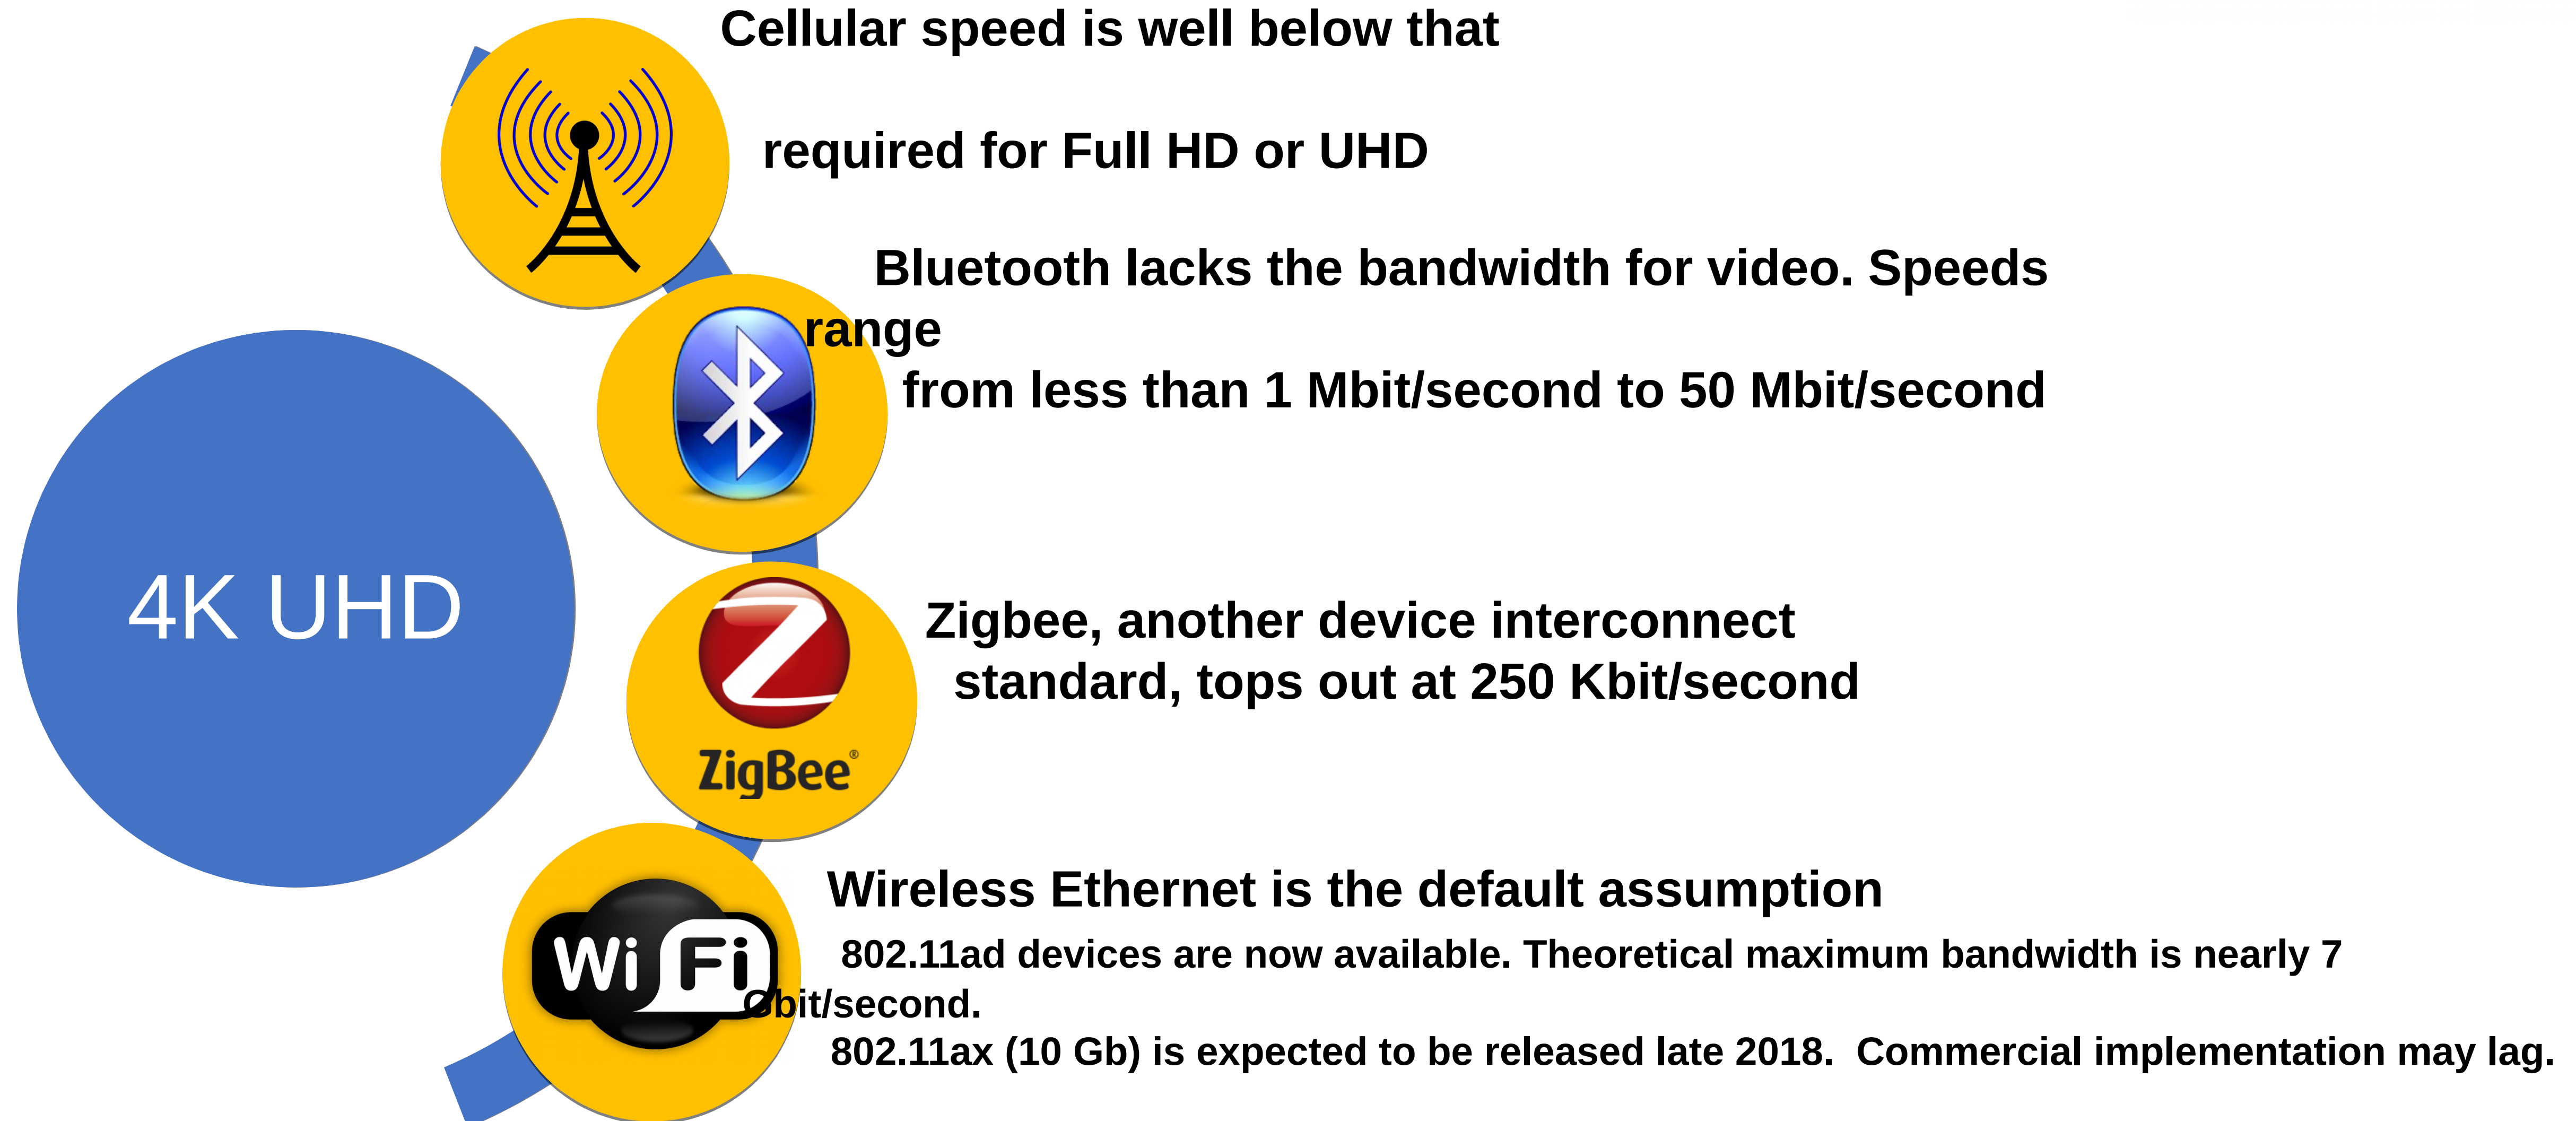 Cellular speed is well below that
required for Full HD or UHD
Bluetooth lacks the bandwidth for video. Speeds
range
from less than 1 Mbit/second to 50 Mbit/second
4K UHD
Zigbee, another device interconnect
standard, tops out at 250 Kbit/second
ZigBee®
Wireless Ethernet is the default assumption
Wi Fi
802.11ad devices are now available. Theoretical maximum bandwidth is nearly 7
Gbit/second.
802.11ax (10 Gb) is expected to be released late 2018.  Commercial implementation may lag.